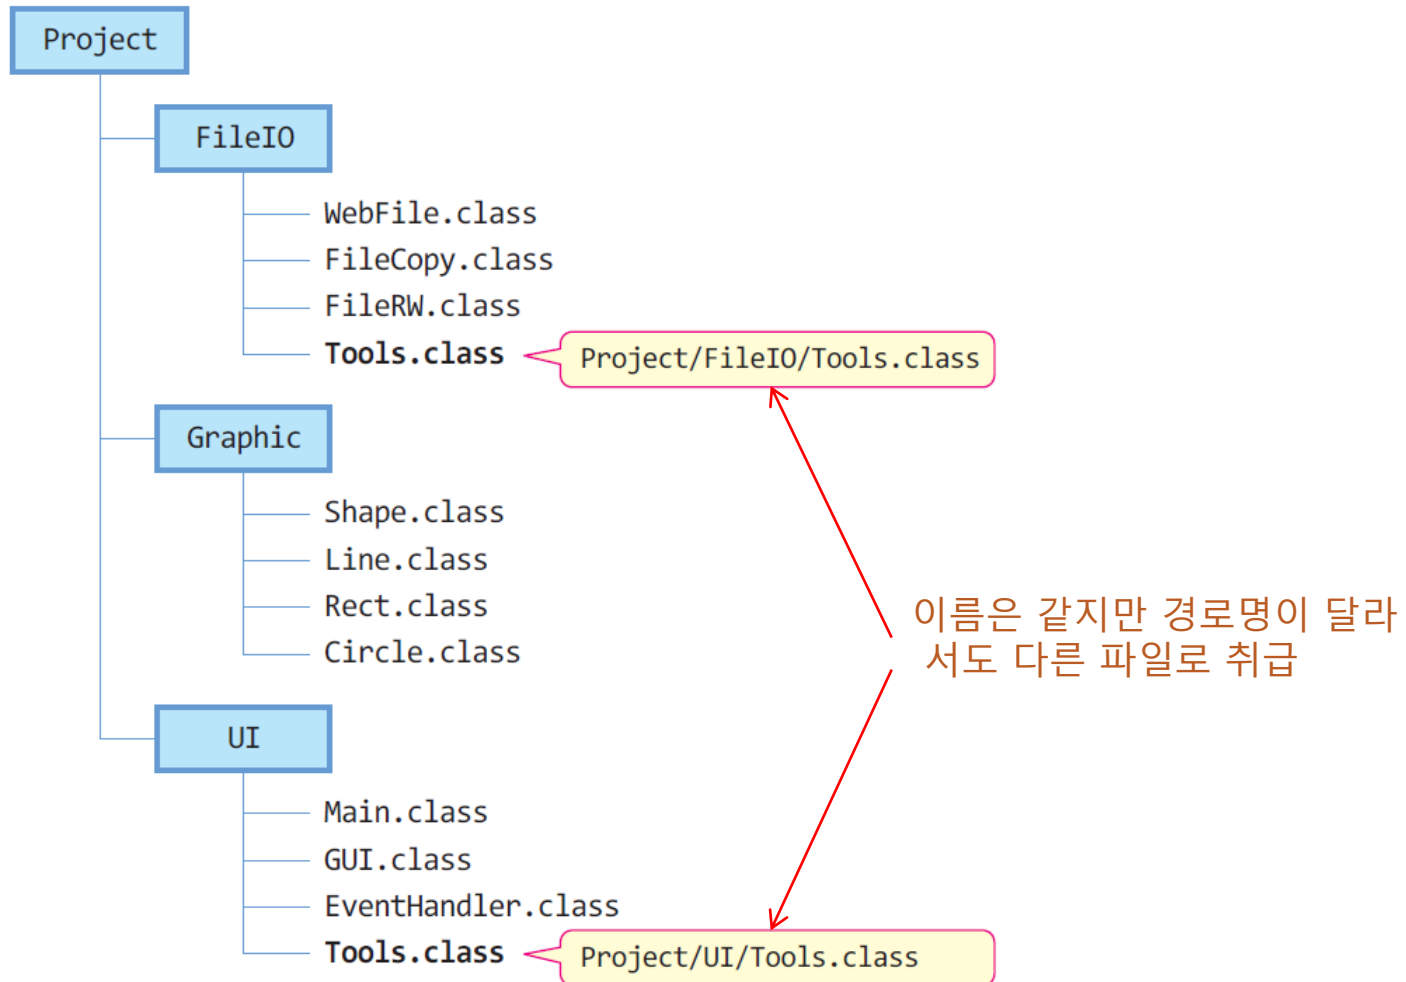 Project
FileIO
WebFile.class
FileCopy.class
FileRW.class
Tools.class
Project/FileIO/Tools.class
Graphic
Shape.class
Line.class
Rect.class
Circle.class
이름은 같지만 경로명이 달라
서도 다른 파일로 취급
UI
Main.class
GUI.class
EventHandler.class
Tools.class
Project/UI/Tools.class